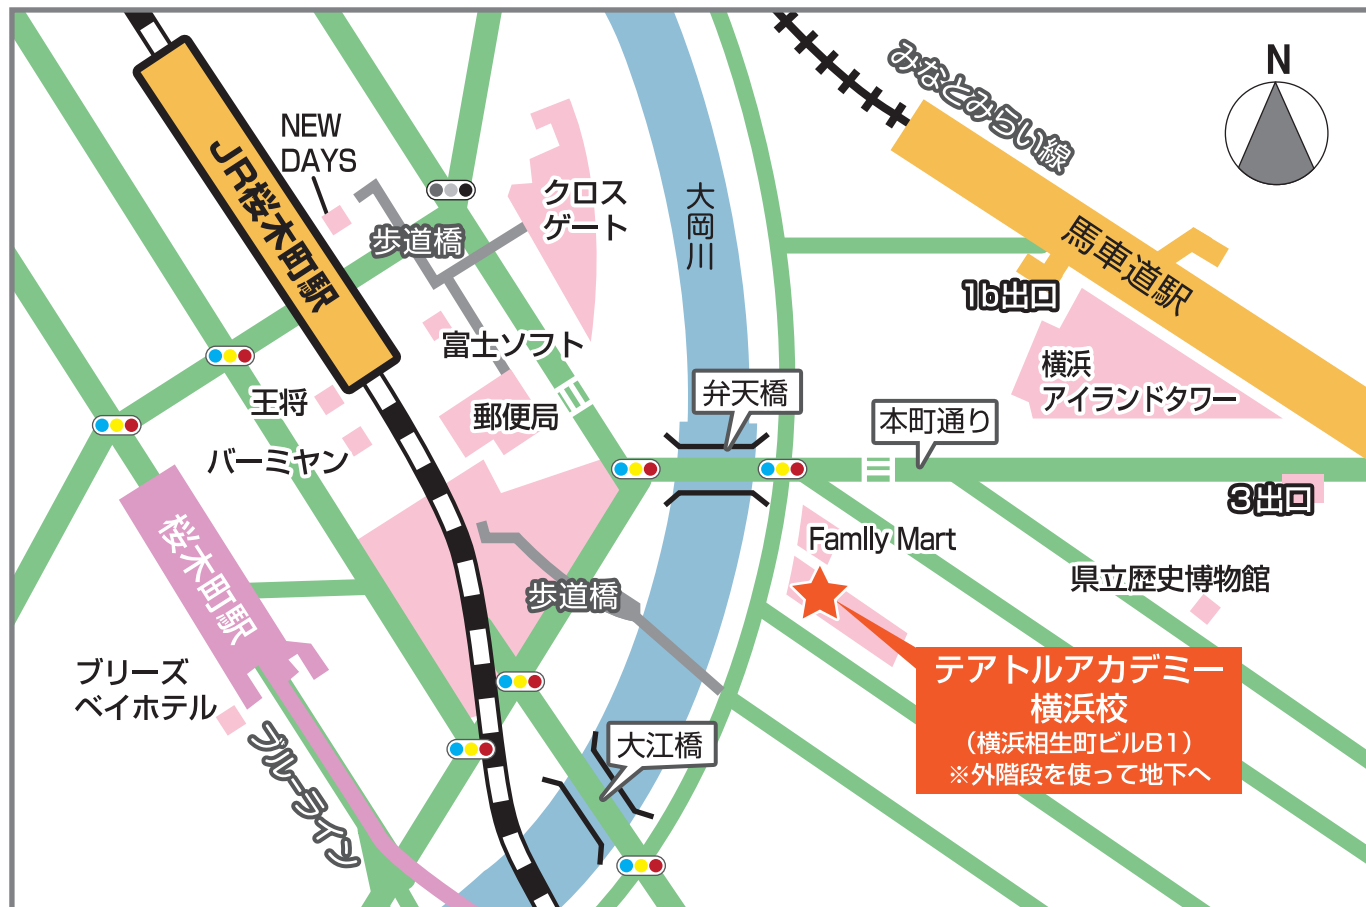 N
みなとみらい線
NEW
DAYS
JR桜木町駅
クロス
ゲート
大岡川
歩道橋
馬車道駅
1b出口
富士ソフト
横浜
アイランドタワー
王将
弁天橋
郵便局
本町通り
バーミヤン
3出口
桜木町駅
FamIly Mart
県立歴史博物館
歩道橋
ブリーズ
ベイホテル
テアトルアカデミー
横浜校
（横浜相生町ビルB1）
※外階段を使って地下へ
大江橋
ブルーライン